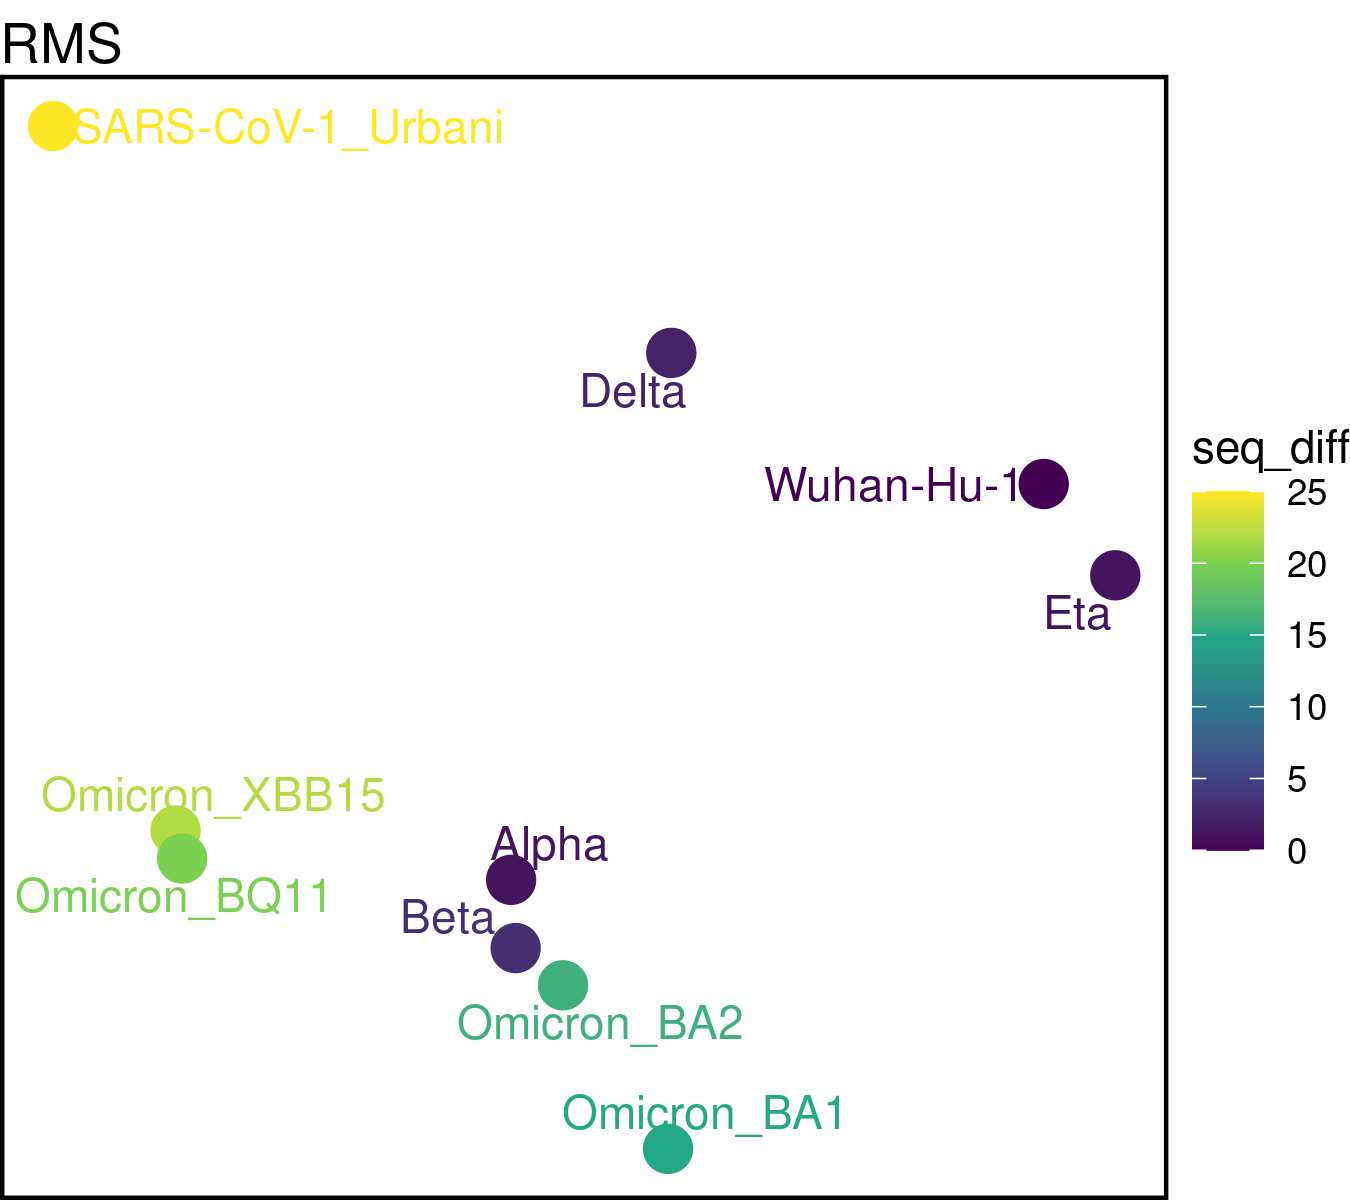 RMS
SARS-CoV-1_Urbani
Delta
Wuhan-Hu-1
Eta
Omicron_XBB15
Omicron_BQ11
Alpha
Beta
Omicron_BA2
Omicron_BA1
seq_diff
25
20
15
10
5
0